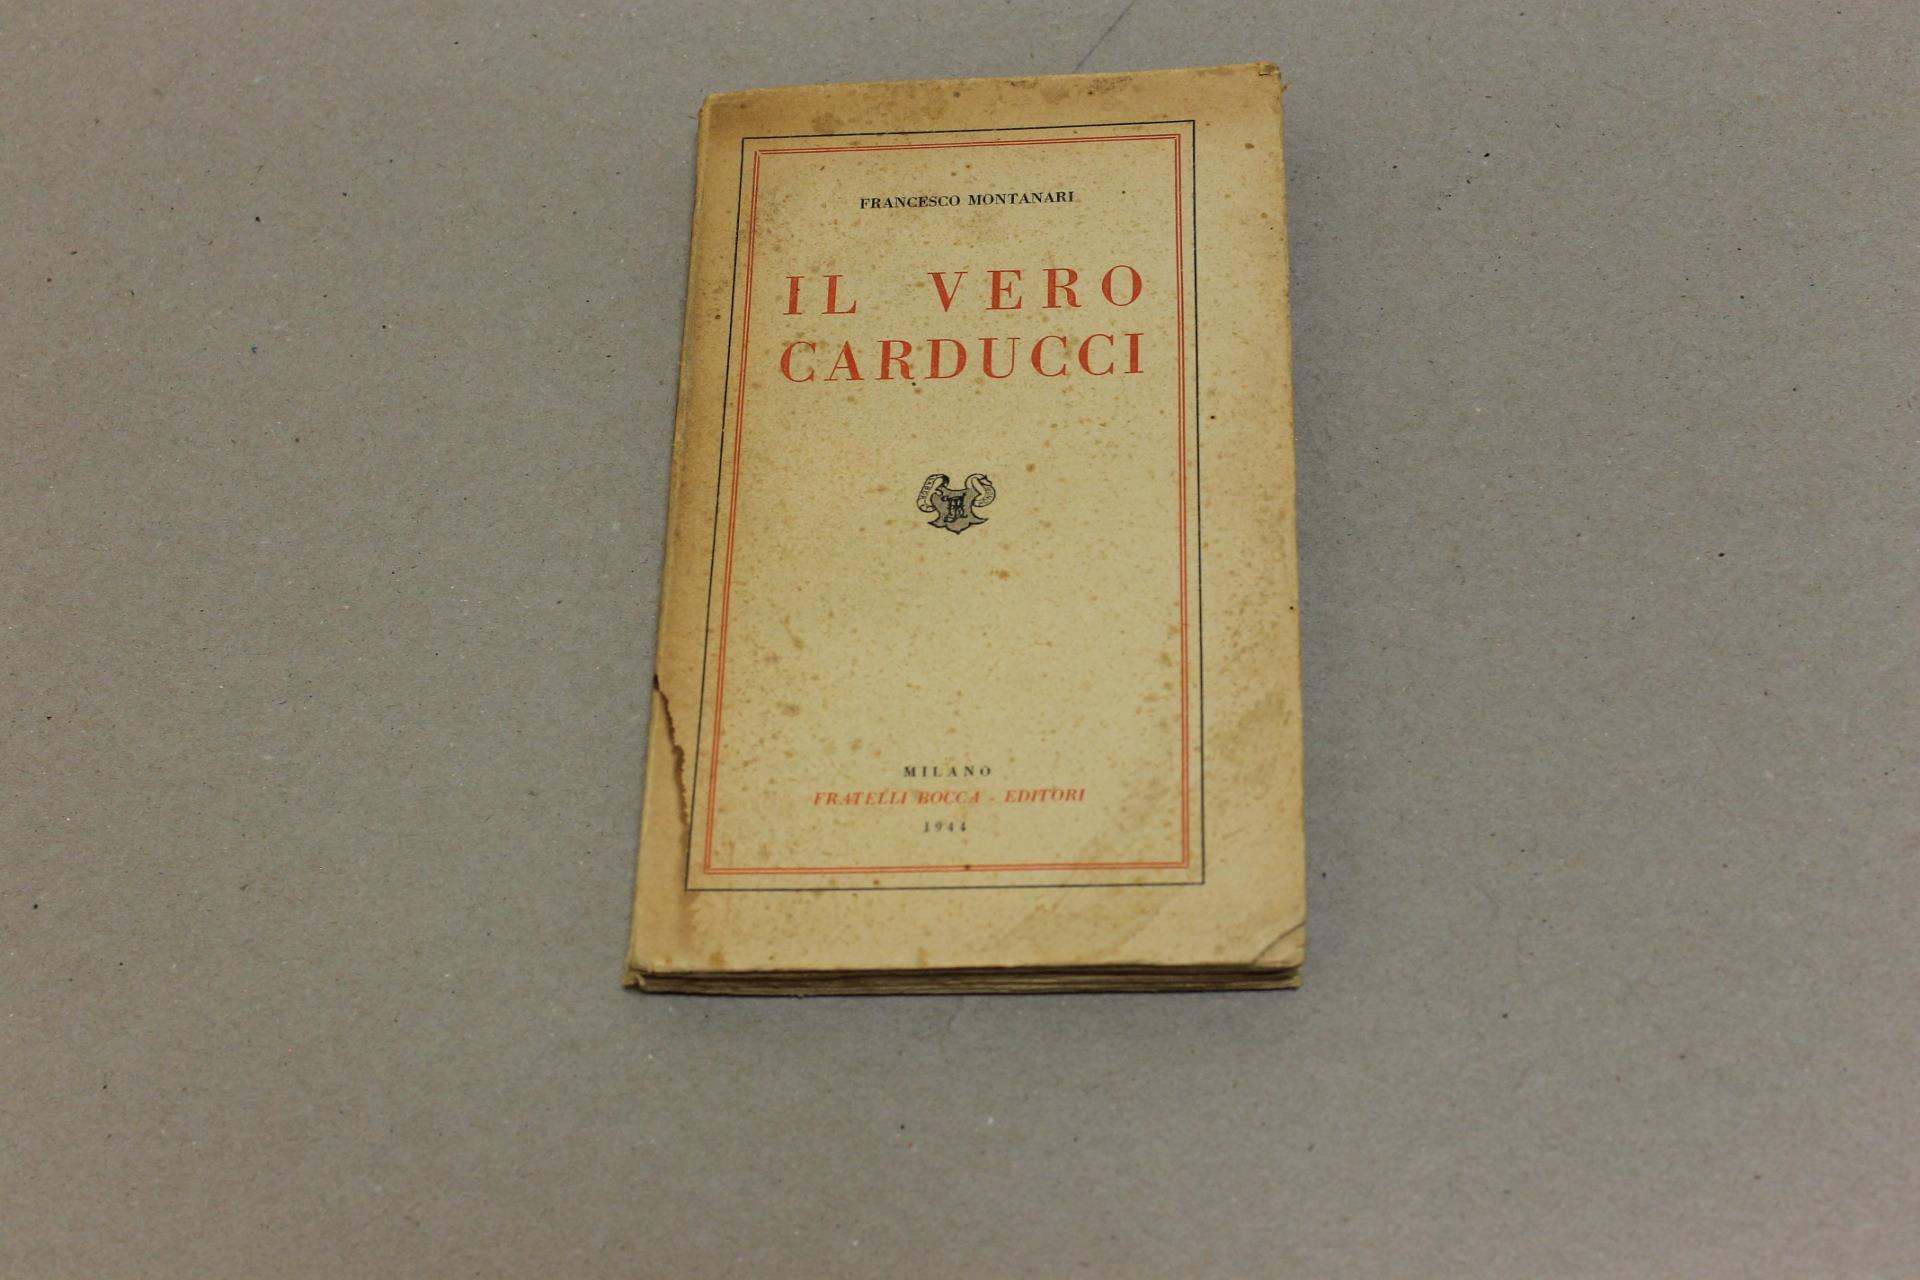 FRANCESCO MONTANARI
IL VERO
CARDUCCI
MILANO
FRATELLI BOCCA - EDITORI
1944